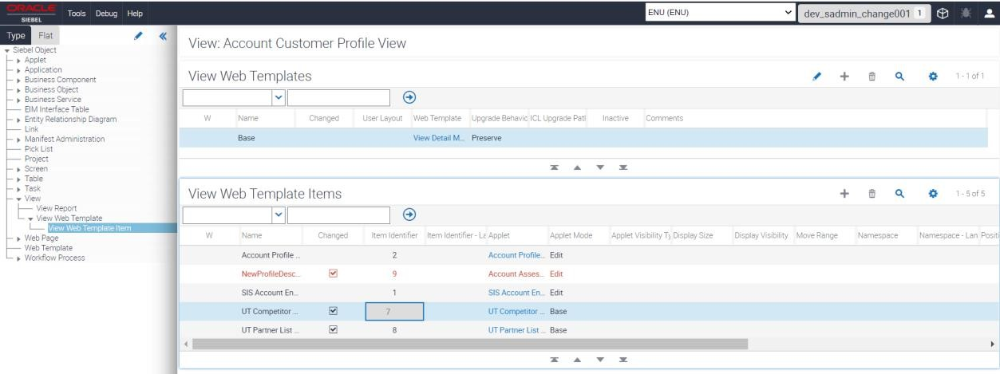 ORACLE
SIEBEL
Tools Debug Help
ENU (ENU)
dev_sadmin_change001 1
Type Flat
Siebel Object
Applet
Application
Business Component
Business Object
Business Service
EIM Interface Table
Entity Relationship Diagram
Link
Manifest Administration
Pick List
Project
Screen
Table
Task
View
View Report
View Web Template
View Web Template Item
Web Page
Web Template
Workflow Process
View: Account Customer Profile View
View Web Templates
1 - 1 of 1
W Name Changed User Layout Web Template Upgrade Behavic ICL Upgrade Patl Inactive Comments
Base View Detail M... Preserve
View Web Template Items
1 - 5 of 5
W Name Changed Item Identifier Item Identifier - La Applet Applet Mode Applet Visibility Ty Display Size Display Visibility Move Range Namespace Namespace - Lan Positi
Account Profile ... 2 Account Profile... Edit
NewProfileDesc... 9 Account Asses... Edit
SIS Account En... 1 SIS Account En... Edit
UT Competitor ... 7 UT Competitor ... Base
UT Partner List ... 8 UT Partner List ... Base